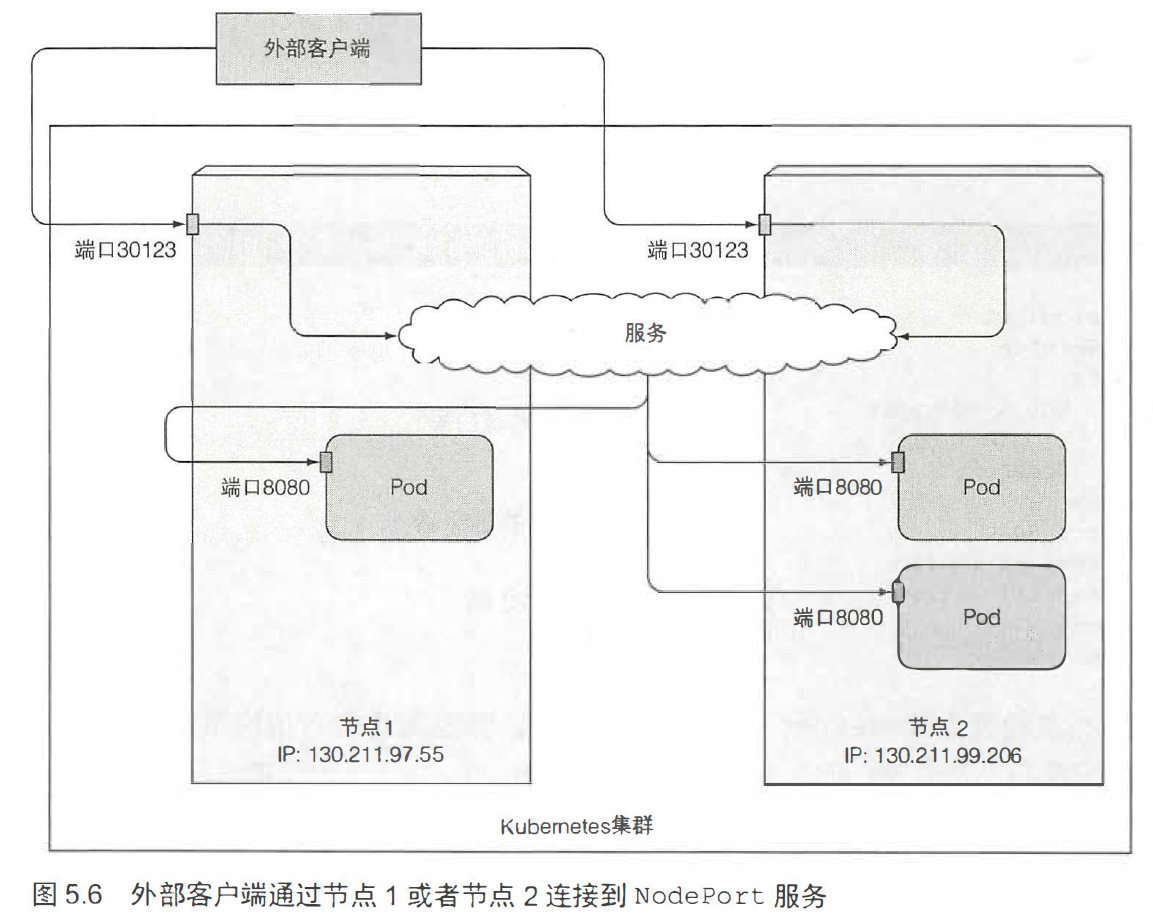 外部客户端
端口30123
端口30123
服务
端口8080
Pod
端口8080
Pod
端口8080
Pod
节点1
IP: 130.211.97.55
节点 2
IP: 130.211.99.206
Kubernetes集群
图 5.6 外部客户端通过节点 1 或者节点 2 连接到 NodePort 服务